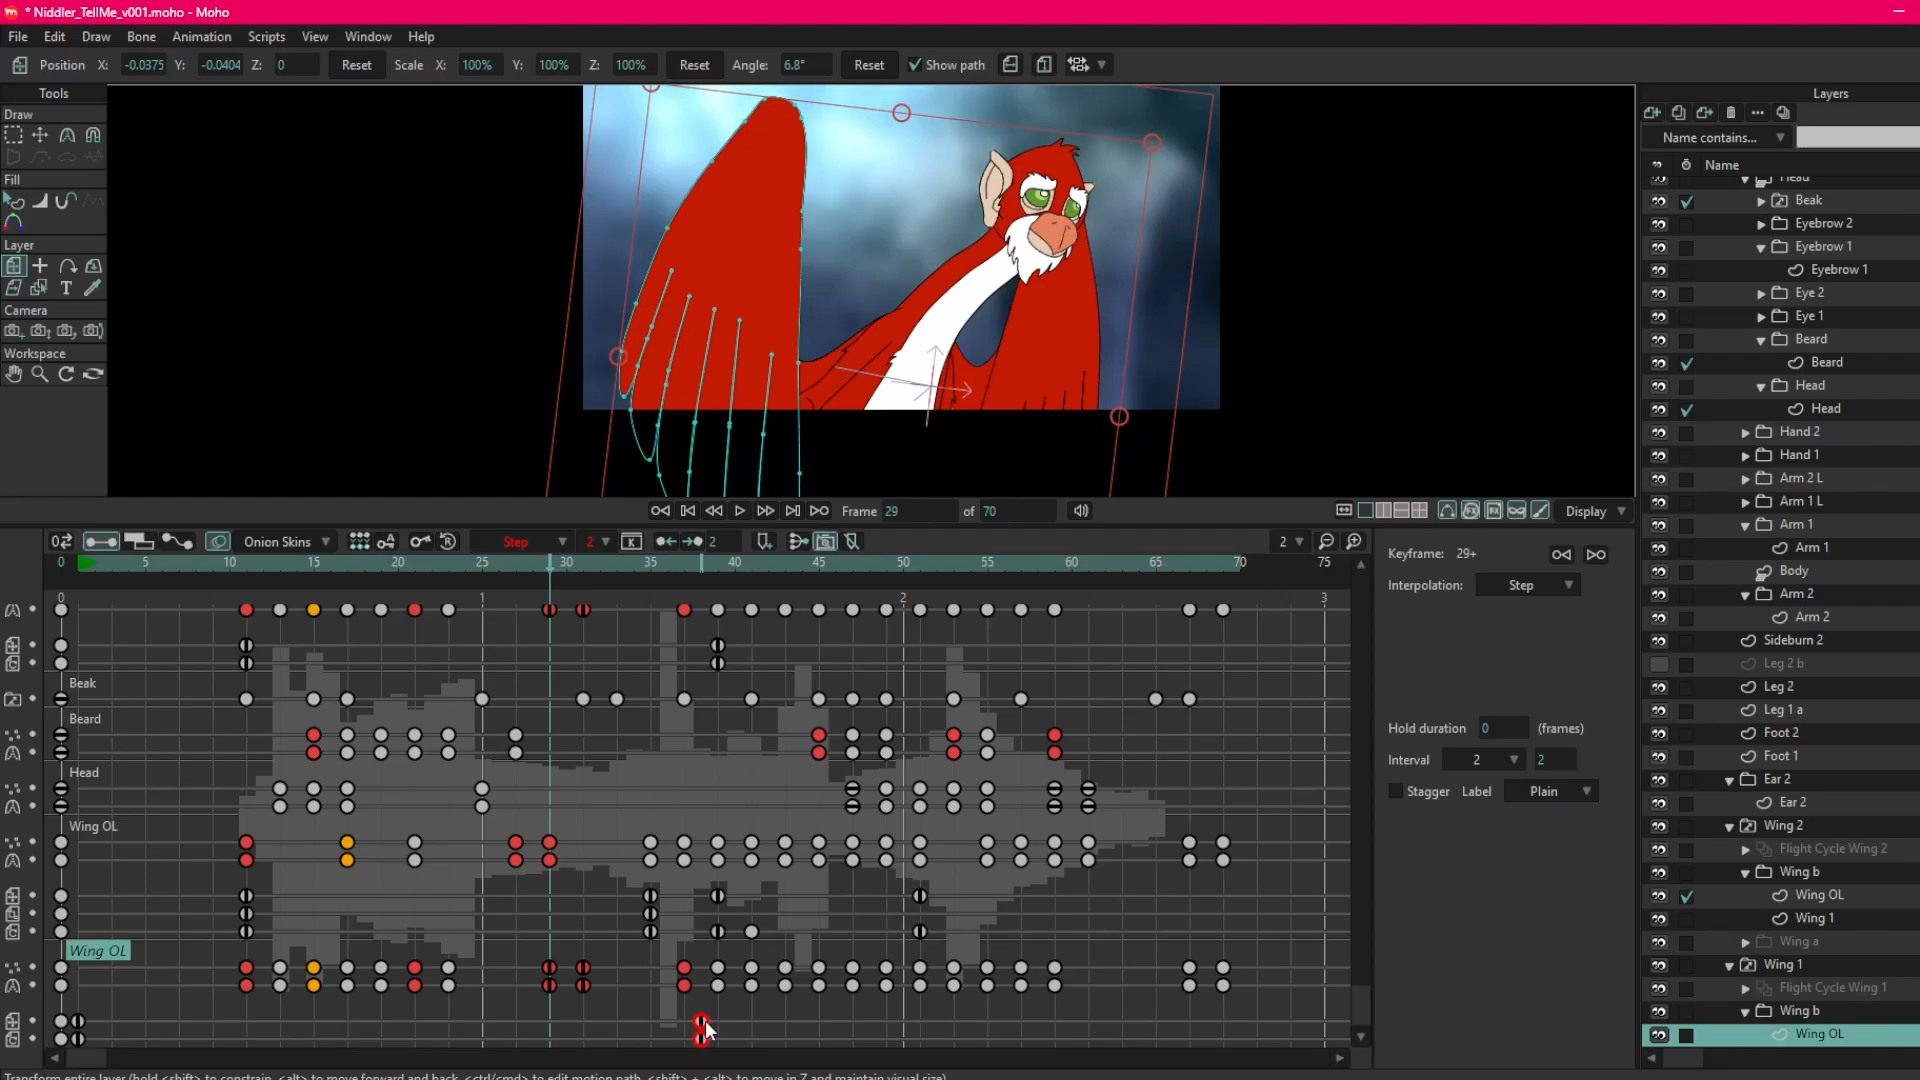 * Niddler_TellMe_v001.moho - Moho
File Edit Draw Bone Animation Scripts View Window Help
Position X: -0.0375 Y: -0.0404 Z: 0 Reset Scale X: 100% Y: 100% Z: 100% Reset Angle: 6.8° Reset Show path
Tools
Draw
Fill
Layer
Camera
Workspace
Layers
Name contains...
Name
Head
Beak
Eyebrow 2
Eyebrow 1
Eyebrow 1
Eye 2
Eye 1
Beard
Beard
Head
Head
Hand 2
Hand 1
Arm 2 L
Arm 1 L
Arm 1
Arm 1
Body
Arm 2
Arm 2
Sideburn 2
Leg 2 b
Leg 2
Leg 1 a
Foot 2
Foot 1
Ear 2
Ear 2
Wing 2
Flight Cycle Wing 2
Wing b
Wing OL
Wing 1
Wing a
Wing 1
Flight Cycle Wing 1
Wing b
Wing OL
Frame 29 of 70
Display
Onion Skins Step 2 2 2
0 5 10 15 20 25 30 35 40 45 50 55 60 65 70 75
0 1 2 3
Beak
Beard
Head
Wing OL
Wing OL
Keyframe: 29+
Interpolation: Step
Hold duration 0 (frames)
Interval 2 2
Stagger Label Plain
Transform entire layer (hold <shift> to constrain, <alt> to move forward and back, <ctrl/cmd> to edit motion path, <shift> + <alt> to move in Z and maintain visual size)